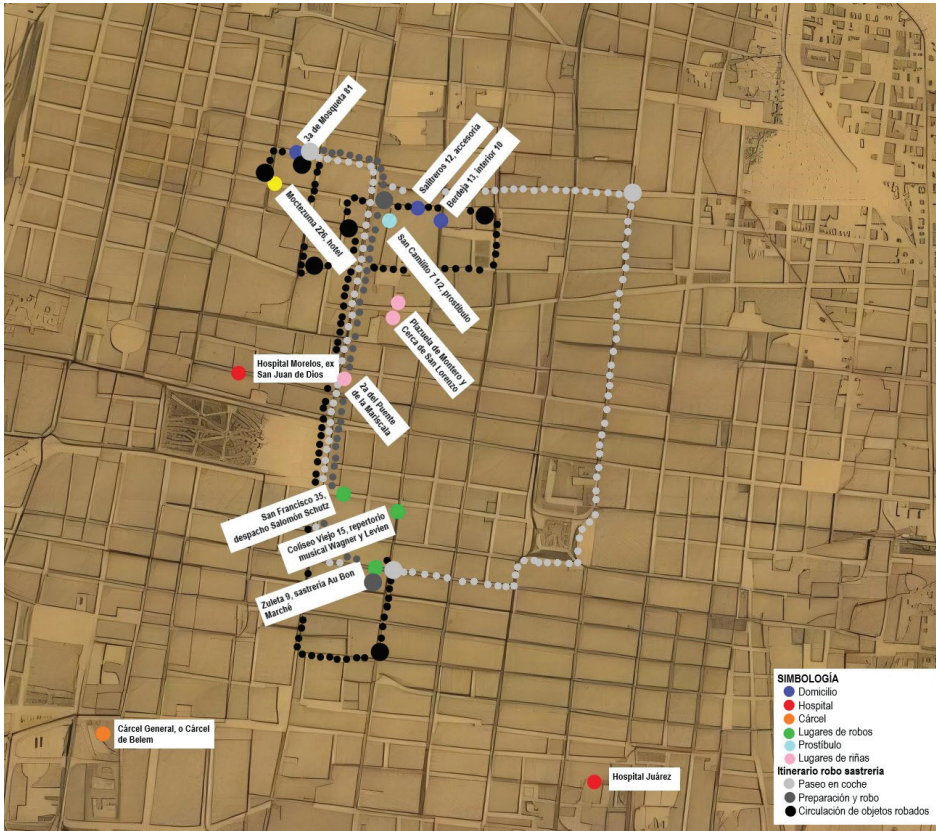 3a de Mosqueta 81
Salitreros 12, accesoria
Berdeja 13, interior 10
Moctezuma 226, hotel
San Camilito 7 1/2, prostíbulo
Plazuela de Montero y
Cerca de San Lorenzo
Hospital Morelos, ex
San Juan de Dios
2a del Puente
de la Mariscala
San Francisco 35,
despacho Salomón Schutz
Coliseo Viejo 15, repertorio
musical Wagner y Levien
Zuleta 9, sastrería Au Bon
Marché
Cárcel General, o Cárcel
de Belem
Hospital Juárez
SIMBOLOGÍA
Domicilio
Hospital
Cárcel
Lugares de robos
Prostíbulo
Lugares de riñas
Itinerario robo sastrería
Paseo en coche
Preparación y robo
Circulación de objetos robados